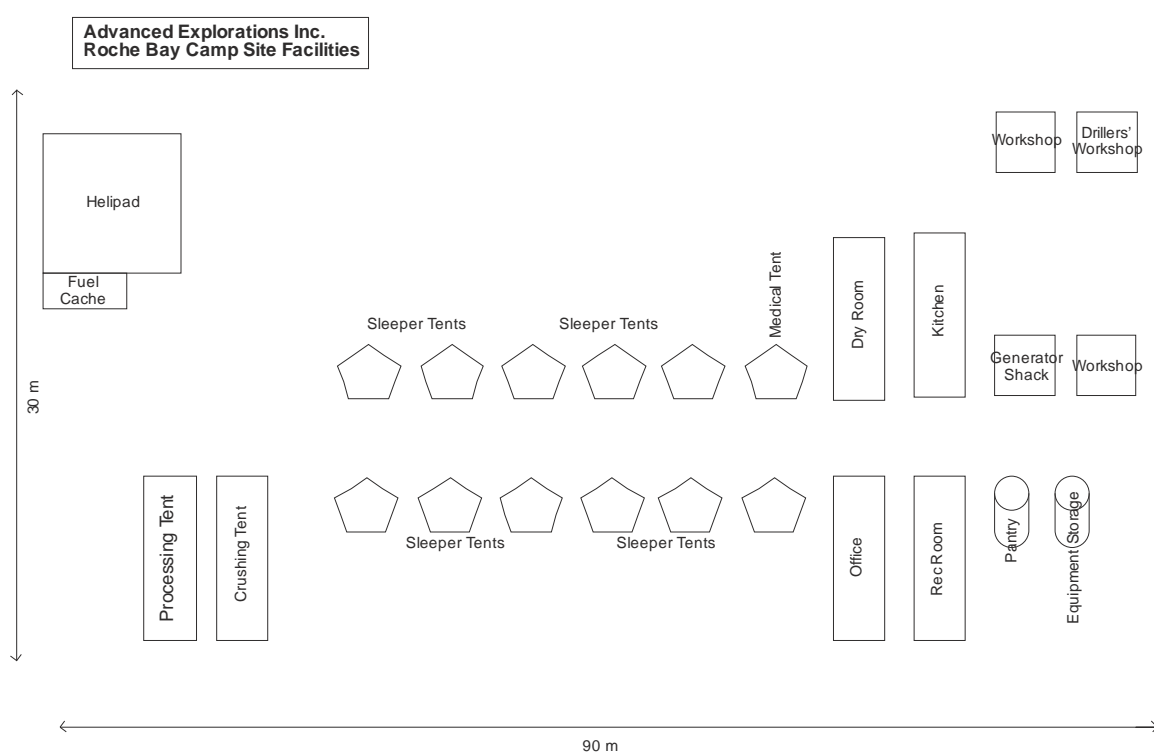 Advanced Explorations Inc.
Roche Bay Camp Site Facilities
Workshop
Drillers'
Workshop
Helipad
Fuel
Cache
Sleeper Tents
Sleeper Tents
Medical Tent
Dry Room
Kitchen
Generator
Shack
Workshop
30 m
Processing Tent
Crushing Tent
Sleeper Tents
Sleeper Tents
Office
Rec Room
Pantry
Equipment Storage
90 m